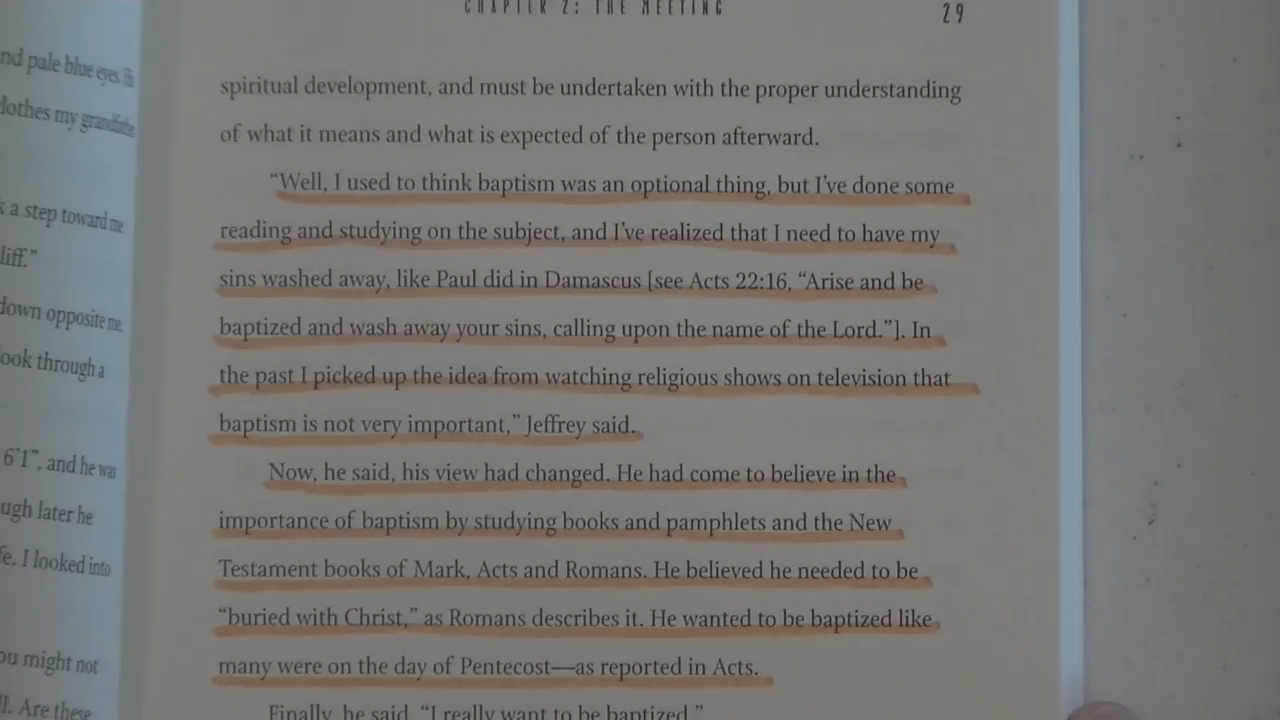 nd pale blue eyes.
lothes my grandfather
a step toward me
liff.”
down opposite me.
ook through a
6’1”, and he was
ugh later he
fe. I looked into
ou might not
l. Are these
CHAPTER 2: THE MEETING 29
spiritual development, and must be undertaken with the proper understanding
of what it means and what is expected of the person afterward.
“Well, I used to think baptism was an optional thing, but I’ve done some
reading and studying on the subject, and I’ve realized that I need to have my
sins washed away, like Paul did in Damascus [see Acts 22:16, “Arise and be
baptized and wash away your sins, calling upon the name of the Lord.”]. In
the past I picked up the idea from watching religious shows on television that
baptism is not very important,” Jeffrey said.
Now, he said, his view had changed. He had come to believe in the
importance of baptism by studying books and pamphlets and the New
Testament books of Mark, Acts and Romans. He believed he needed to be
“buried with Christ,” as Romans describes it. He wanted to be baptized like
many were on the day of Pentecost—as reported in Acts.
Finally, he said, “I really want to be baptized.”